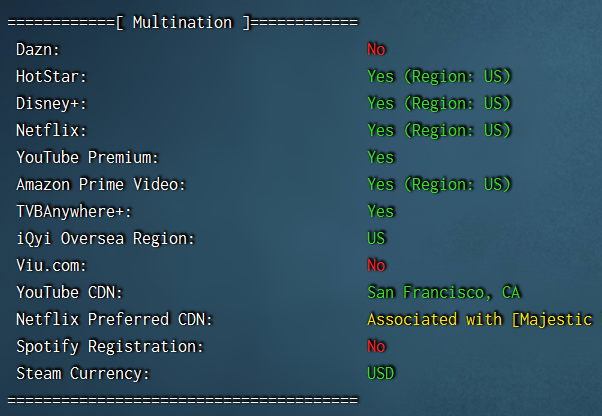 ============[ Multination ]============
Dazn: No
HotStar: Yes (Region: US)
Disney+: Yes (Region: US)
Netflix: Yes (Region: US)
YouTube Premium: Yes
Amazon Prime Video: Yes (Region: US)
TVBAnywhere+: Yes
iQyi Oversea Region: US
Viu.com: No
YouTube CDN: San Francisco, CA
Netflix Preferred CDN: Associated with [Majestic
Spotify Registration: No
Steam Currency: USD
=======================================